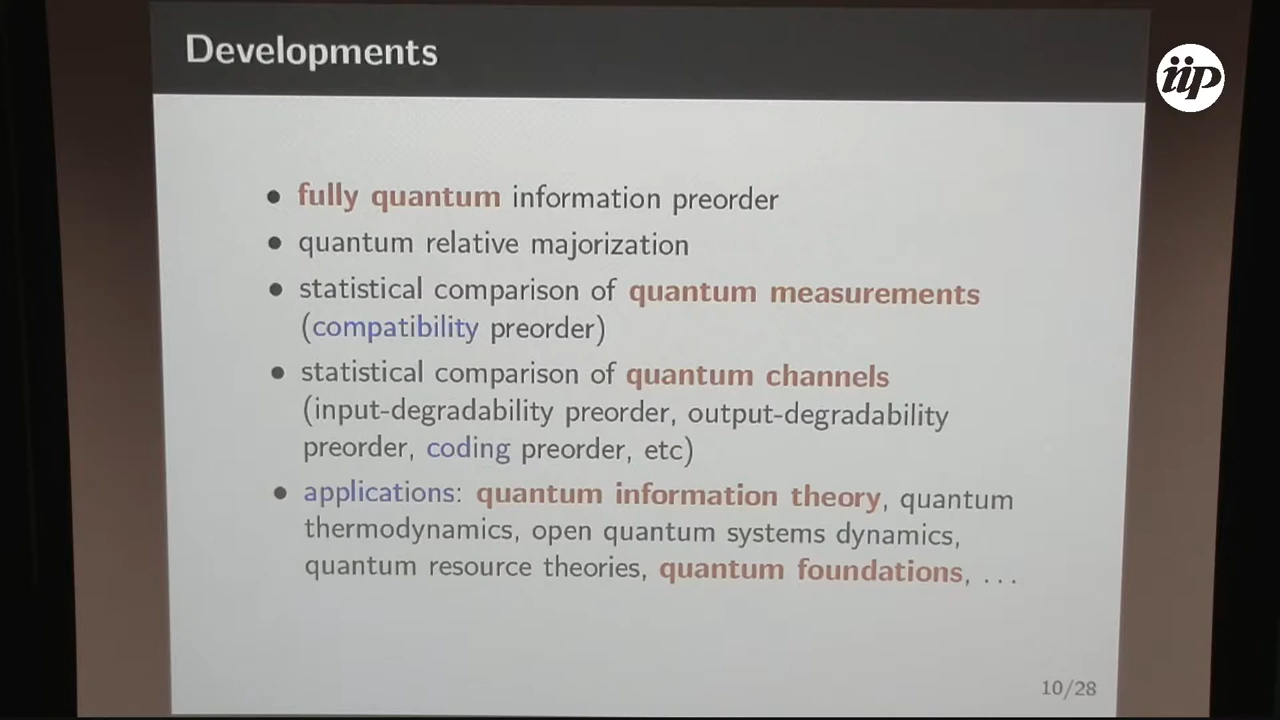 Developments
iip
• fully quantum information preorder
• quantum relative majorization
• statistical comparison of quantum measurements
(compatibility preorder)
• statistical comparison of quantum channels
(input-degradability preorder, output-degradability
preorder, coding preorder, etc)
• applications: quantum information theory, quantum
thermodynamics, open quantum systems dynamics,
quantum resource theories, quantum foundations, ...
10/28